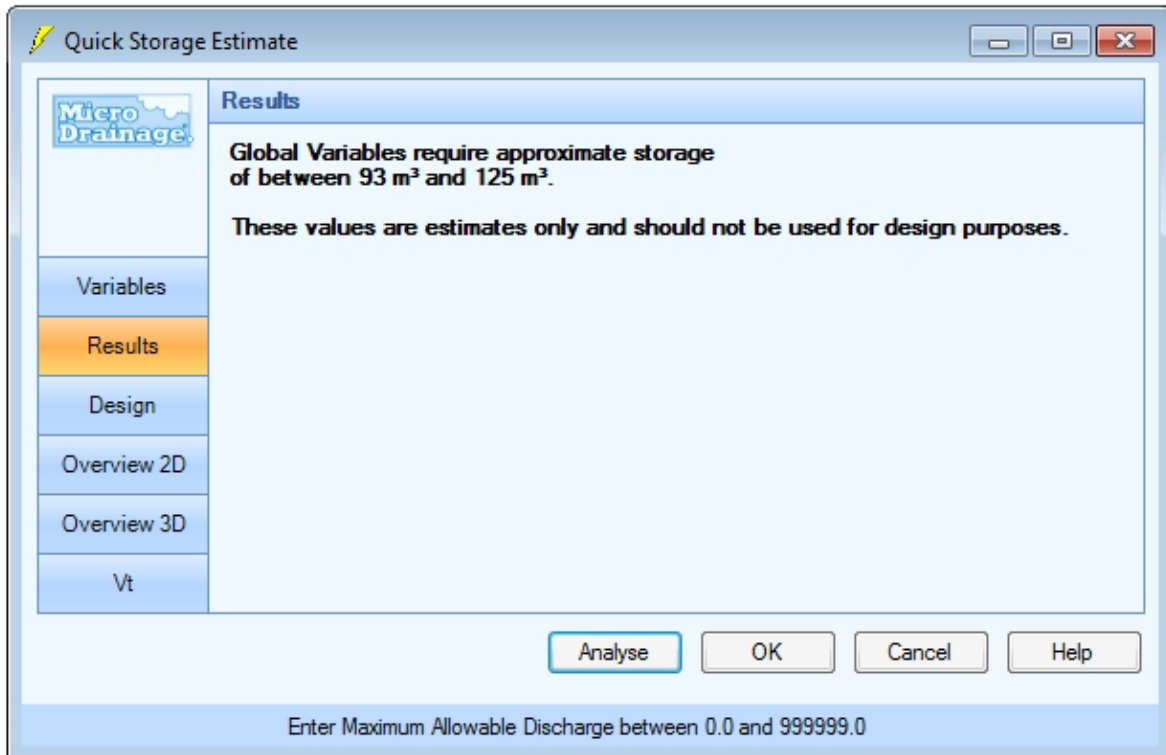 Quick Storage Estimate
Micro
Drainage.
Results
Global Variables require approximate storage
of between 93 m³ and 125 m³.
These values are estimates only and should not be used for design purposes.
Variables
Results
Design
Overview 2D
Overview 3D
Vt
Analyse
OK
Cancel
Help
Enter Maximum Allowable Discharge between 0.0 and 999999.0